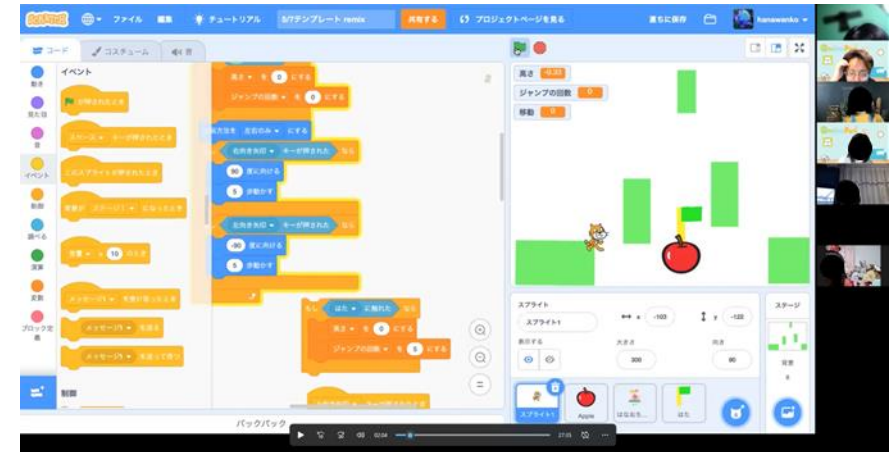 SCRATCH
ファイル
編集
チュートリアル
5/7テンプレート remix
共有する
プロジェクトページを見る
直ちに保存
hanawanko
コード
コスチューム
音
動き
見た目
音
イベント
制御
調べる
演算
変数
ブロック定義
イベント
が押されたとき
スペース キーが押されたとき
このスプライトが押されたとき
背景が ステージ1 になったとき
音量 > 10 のとき
メッセージ1 を受け取ったとき
メッセージ1 を送る
メッセージ1 を送って待つ
制御
高さ を 0 にする
ジャンプの回数 を 0 にする
左右のみ にする
右向き矢印 キーが押された なら
90 度に向ける
5 歩動かす
左向き矢印 キーが押された なら
-90 度に向ける
5 歩動かす
もし はた に触れた なら
高さ を 0 にする
ジャンプの回数 を 5 にする
バックパック
高さ
ジャンプの回数 0
移動 0
スプライト
スプライト1
x -103
y -122
表示する
大きさ 300
向き 90
スプライト1
Apple
はた
ステージ
背景
02:04
27:05